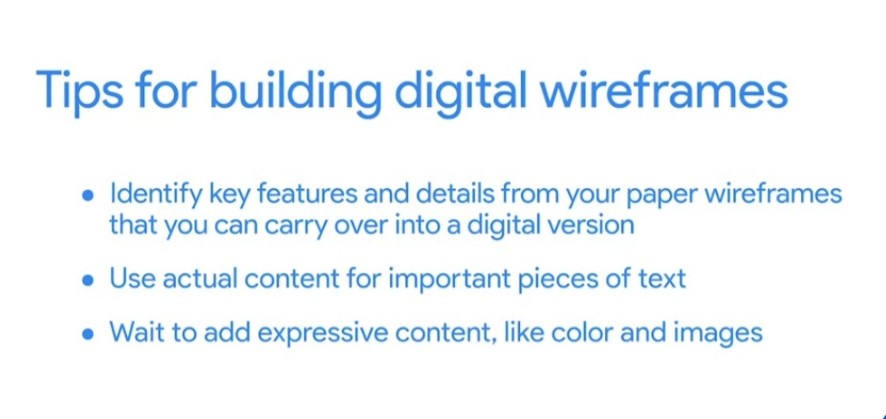 Tips for building digital wireframes
• Identify key features and details from your paper wireframes
that you can carry over into a digital version
• Use actual content for important pieces of text
• Wait to add expressive content, like color and images